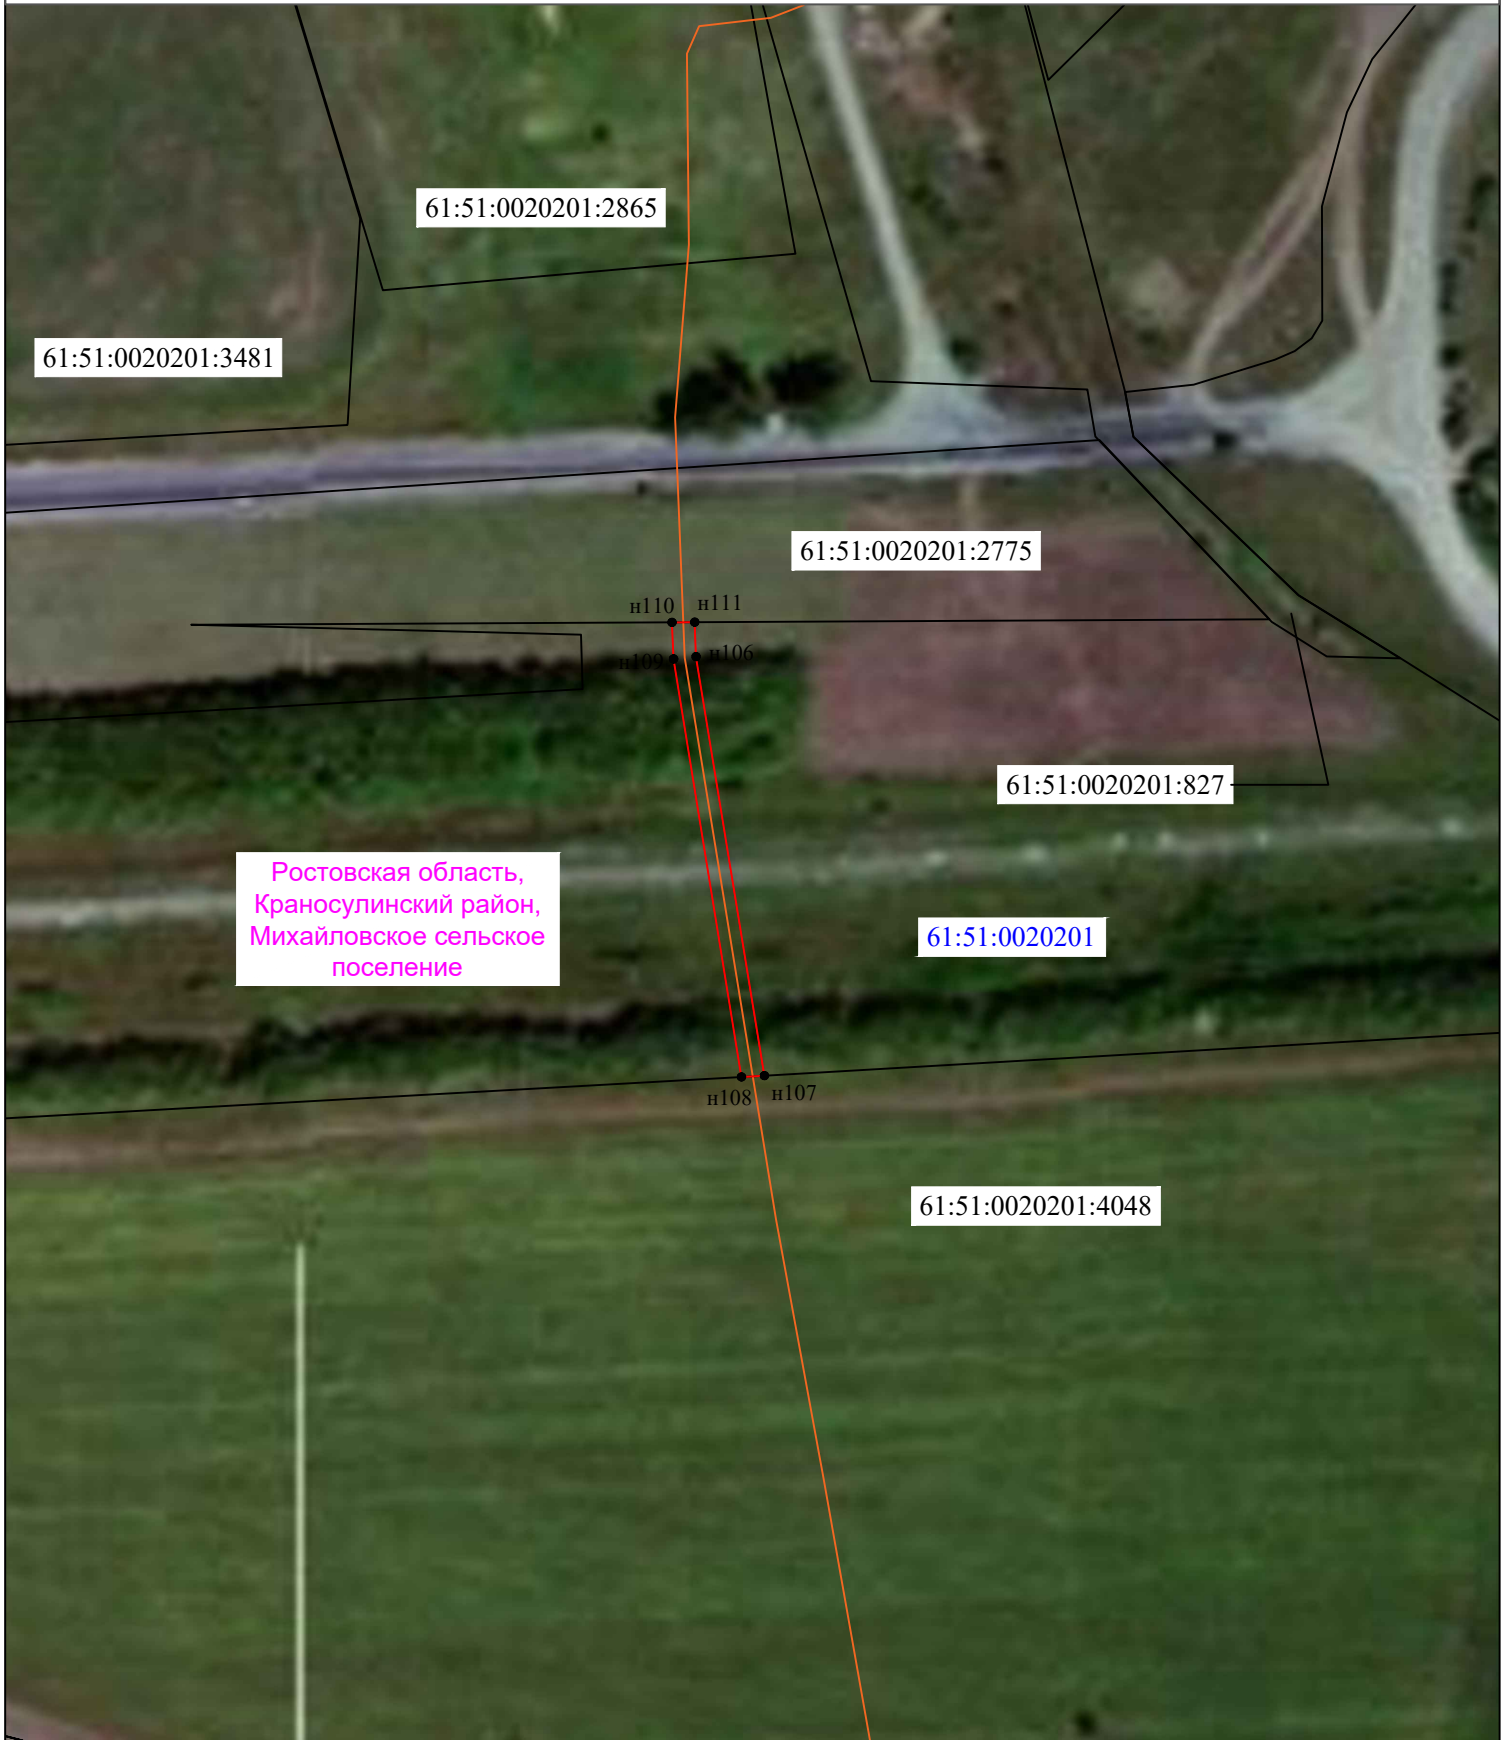 61:51:0020201:2865
61:51:0020201:3481
61:51:0020201:2775
н110
н111
н109
н106
61:51:0020201:827
Ростовская область,
Краносулинский район,
Михайловское сельское
поселение
61:51:0020201
н108
н107
61:51:0020201:4048